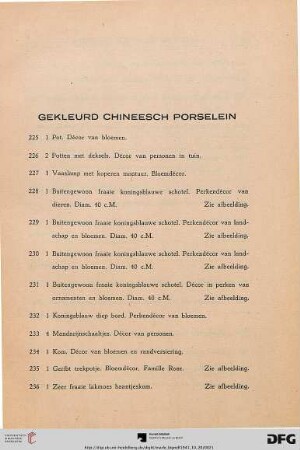 GEKLEURD CHINEESCH PORSELEIN
225 1 Pot. Décor van bloemen.
226 2 Potten met deksels. Décor van personen in tuin.
227 1 Vaaslamp met koperen montuur. Bloemdécor.
228 1 Buitengewoon fraaie koningsblauwe schotel. Perkendécor van
dieren. Diam. 40 c.M. Zie afbeelding.
229 1 Buitengewoon fraaie koningsblauwe schotel. Perkendécor van land-
schap en bloemen. Diam. 40 c.M. Zie afbeelding.
230 1 Buitengewoon fraaie koningsblauwe schotel. Perkendécor van land-
schap en bloemen. Diam. 40 c.M. Zie afbeelding.
231 1 Buitengewoon fraaie koningsblauwe schotel. Décor in perken van
ornementen en bloemen. Diam. 40 c.M. Zie afbeelding.
232 1 Koningsblauw diep bord. Perkendécor van bloemen.
233 4 Mandarijnschaaltjes. Décor van personen.
234 1 Kom. Décor van bloemen en randversiering.
235 1 Geribt trekpotje. Bloemdécor. Famille Rose. Zie afbeelding.
236 1 Zeer fraaie lakmoes haantjeskom. Zie afbeelding.
UNIVERSITÄTS-
BIBLIOTHEK
HEIDELBERG
DFG